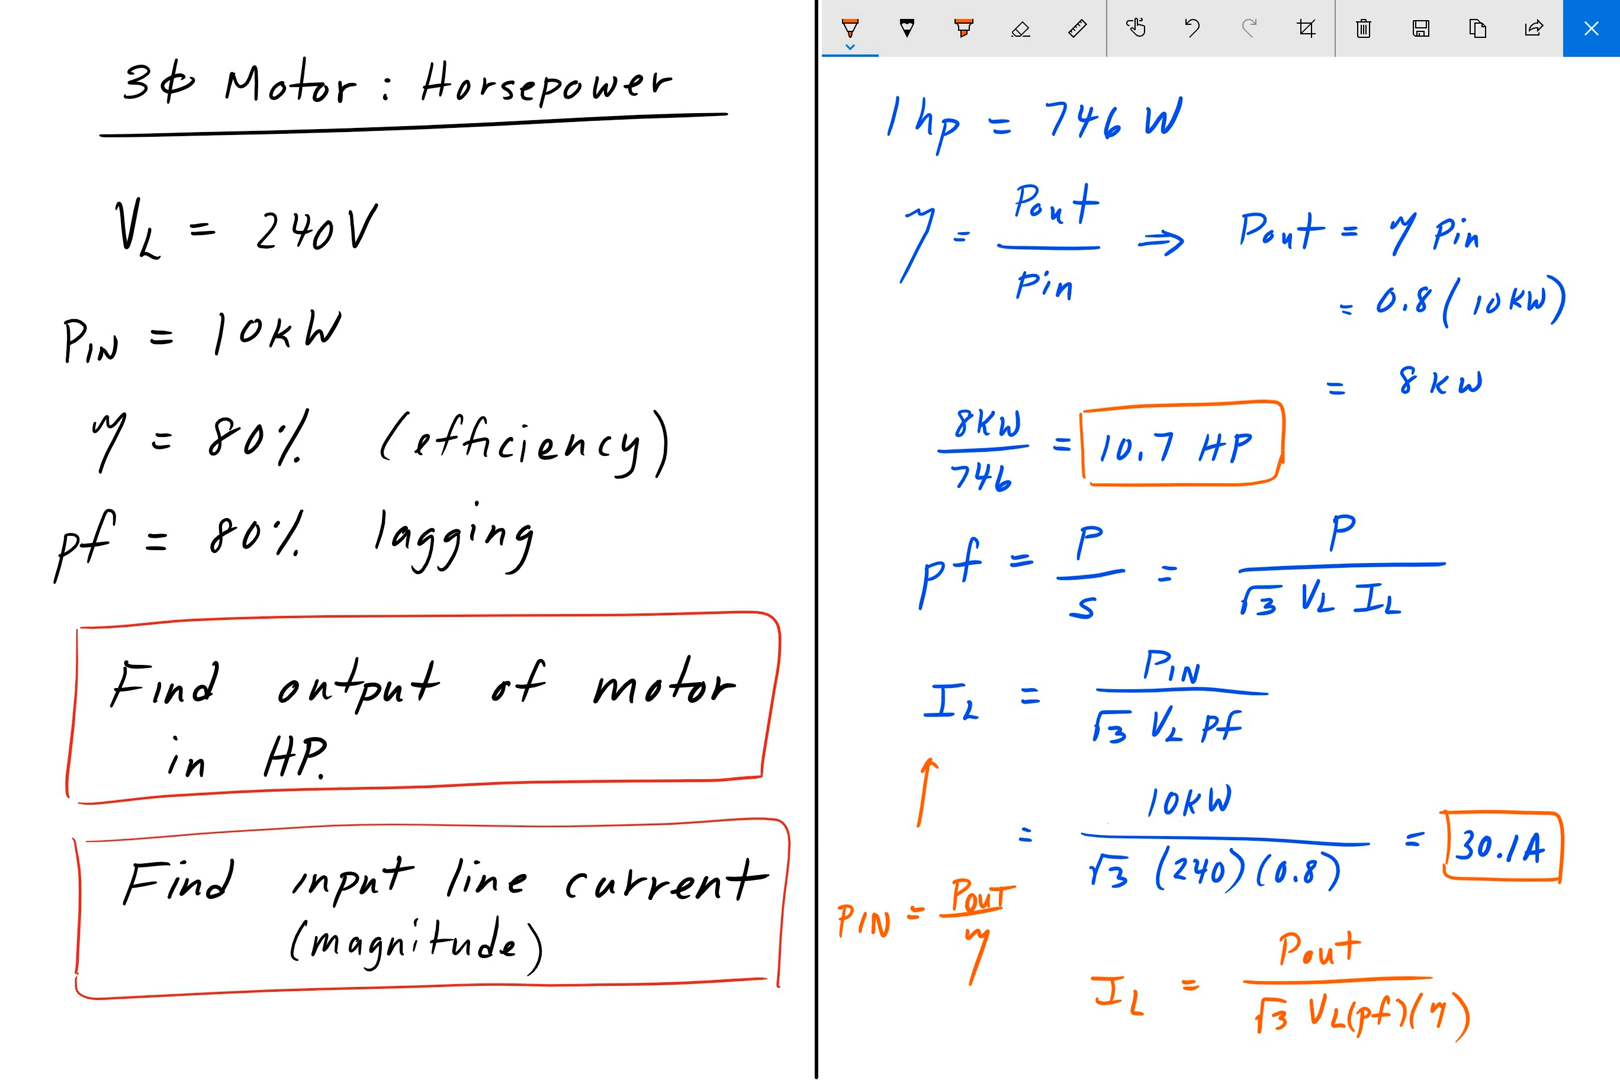 3ϕ Motor : Horsepower
V_L = 240V
P_IN = 10kW
η = 80% (efficiency)
pf = 80% lagging
Find output of motor
in HP.
Find input line current
(magnitude)
1 hp = 746 W
η = Pout / Pin ⇒ Pout = η Pin
= 0.8 (10kW)
= 8kW
8kW / 746 = 10.7 HP
pf = P / S = P / √3 V_L I_L
I_L = P_IN / √3 V_L pf
= 10kW / √3 (240)(0.8) = 30.1A
P_IN = P_OUT / η
I_L = Pout / √3 V_L(pf)(η)